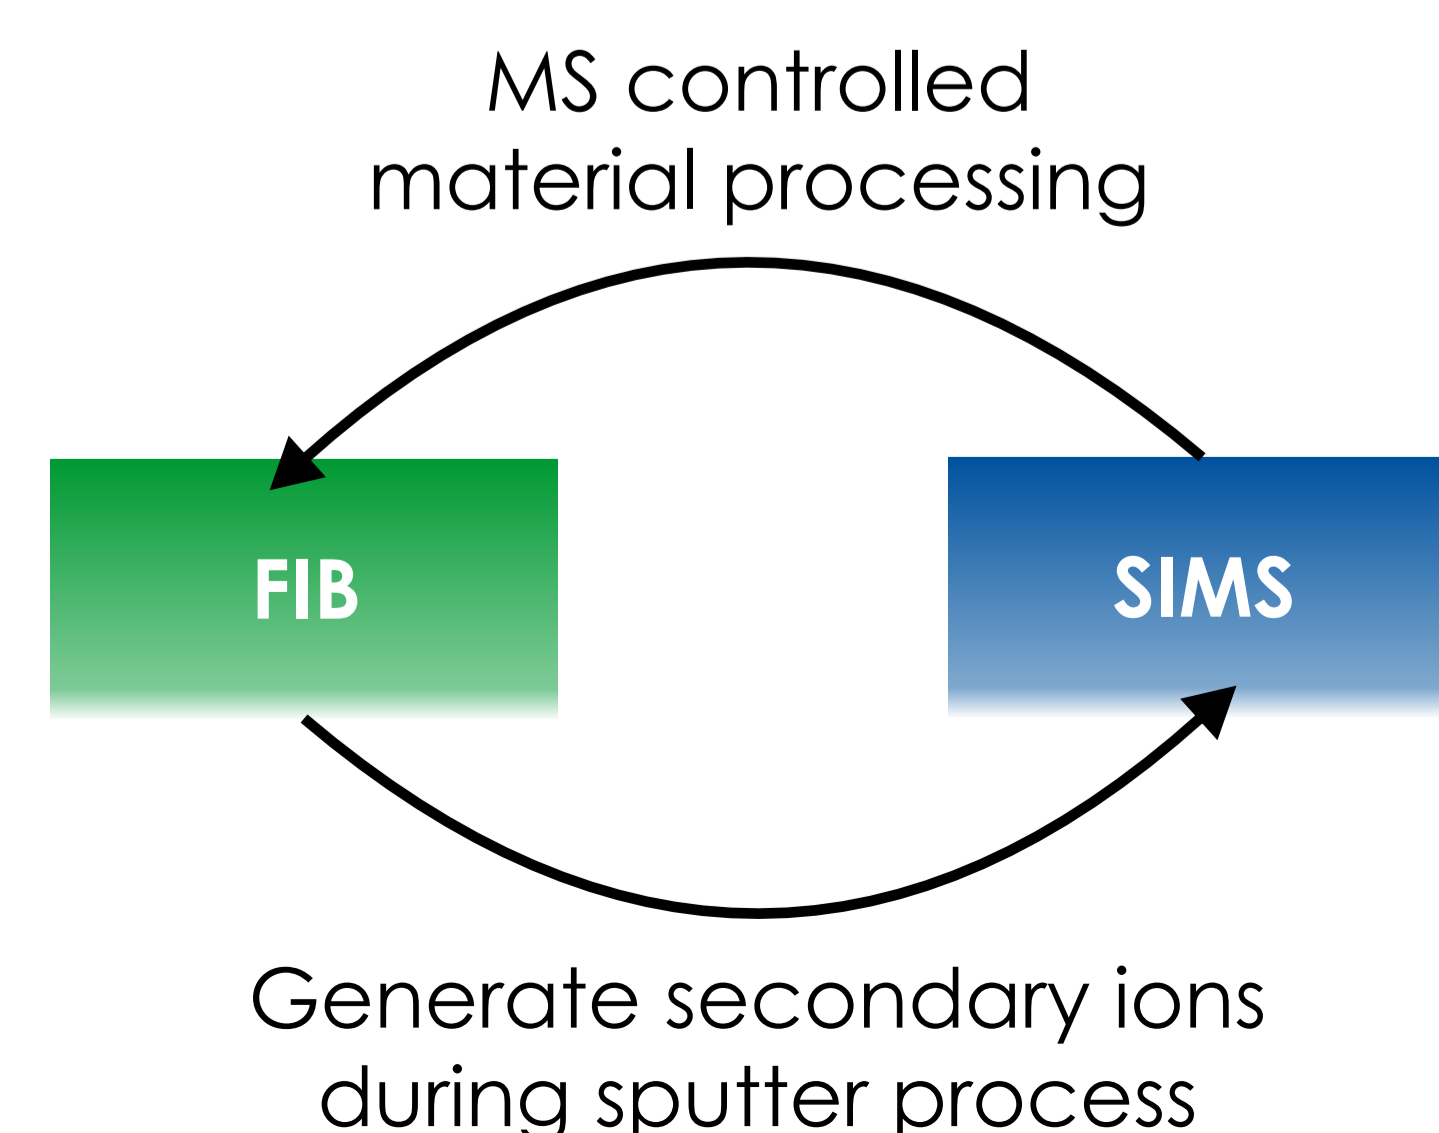 MS controlled
material processing
FIB
SIMS
Generate secondary ions
during sputter process